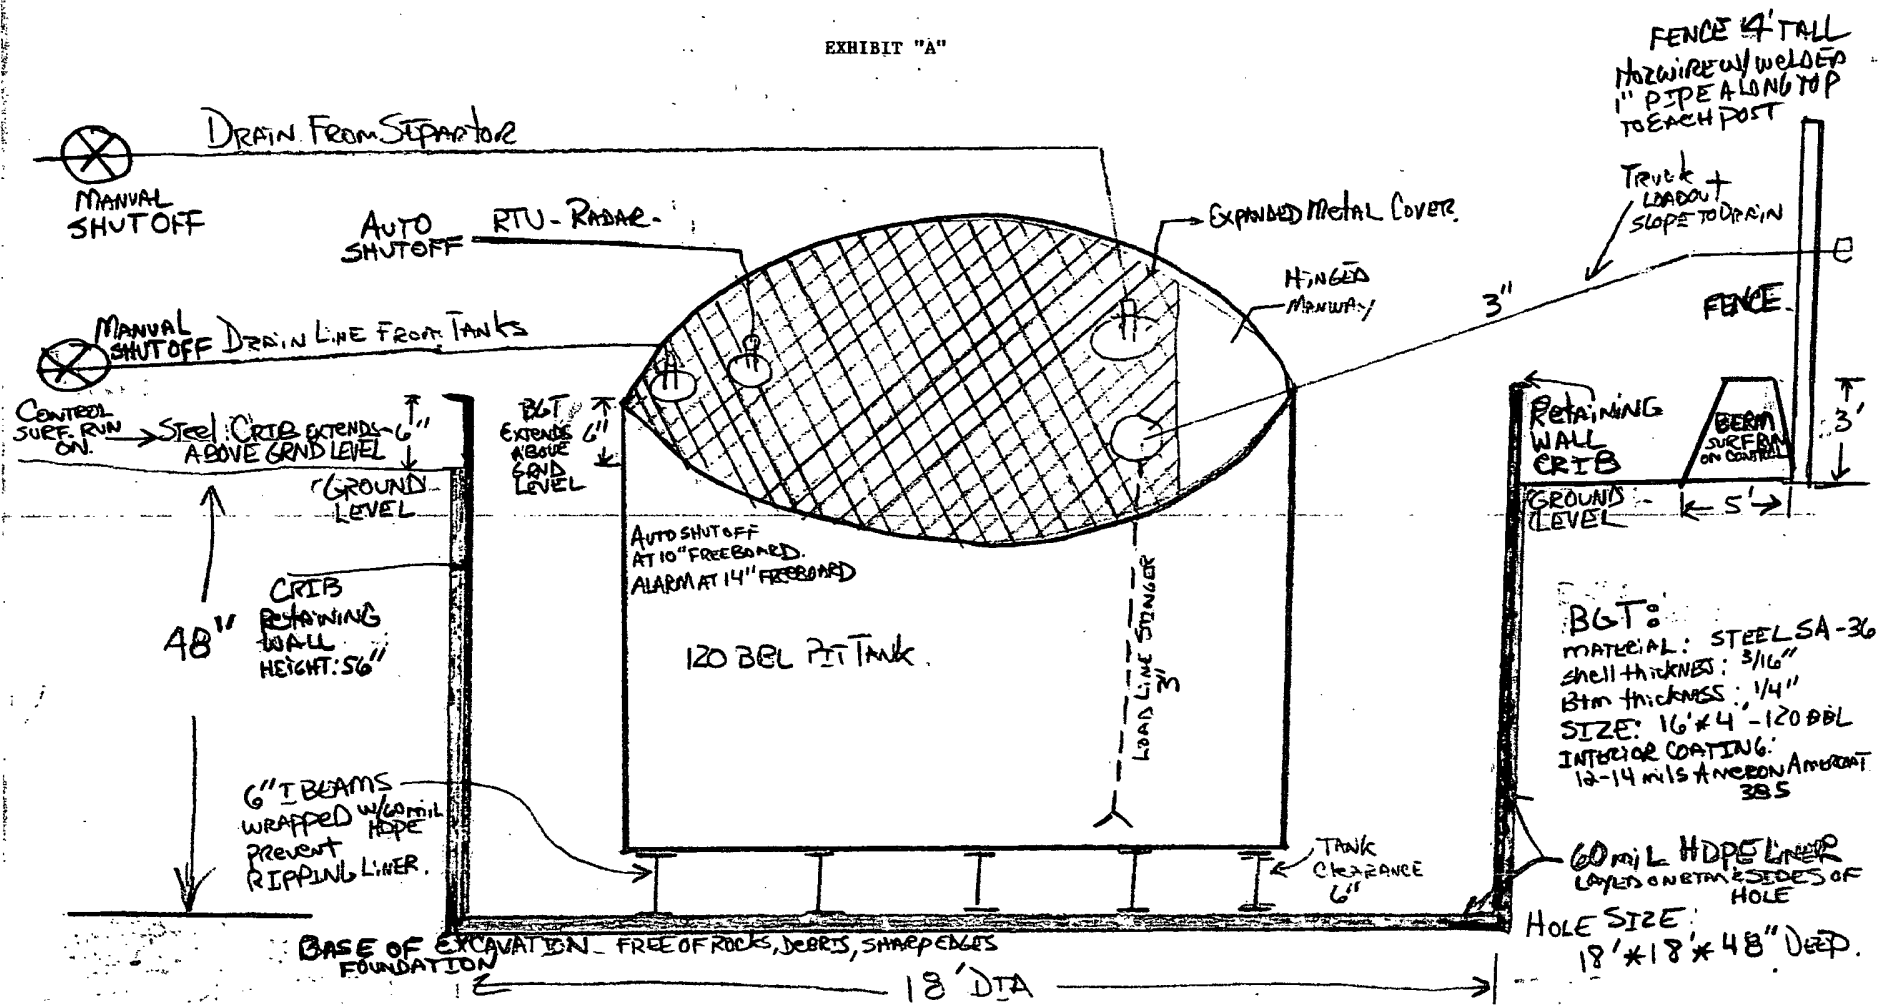 EXHIBIT "A"
FENCE 4' TALL
HOGWIRE W/ WELDED
1" PIPE ALONG TOP
TO EACH POST
DRAIN FROM SEPARTOR
MANUAL
SHUTOFF
AUTO
SHUTOFF
RTU-RADAR-
EXPANDED METAL COVER.
TRUCK
LOADOUT
SLOPE TO DRAIN
HINGED
MANWAY
3"
FENCE
MANUAL
SHUTOFF
DRAIN LINE FROM TANKS
CONTROL
SURF. RUN
ON.
STEEL CRIB EXTENDS
ABOVE GRND LEVEL
6"
BGT
EXTENDS
ABOVE
GRND
LEVEL
6"
RETAINING
WALL
CRIB
BERM
SURF RUN
ON CONTROL
3'
GROUND
LEVEL
GROUND
LEVEL
5'
AUTO SHUTOFF
AT 10" FREEBOARD.
ALARM AT 14" FREEBOARD
48"
CRIB
RETAINING
WALL
HEIGHT: 56"
120 BBL PIT TANK.
LOAD LINE STINGER
3"
BGT:
MATERIAL: STEEL SA-36
shell thickness: 3/16"
Btm thickness: 1/4"
SIZE: 16'*4'-120 BBL
INTERIOR COATING:
12-14 mils AMERON AMERCOAT
385
6" I BEAMS
WRAPPED W/60 mil
HDPE
PREVENT
RIPPING LINER.
TANK
CLEARANCE
6"
60 mil HDPE LINER
LAYED ON BTM & SIDES OF
HOLE
HOLE SIZE:
18'*18'*48" DEEP.
BASE OF EXCAVATION- FREE OF ROCKS, DEBRIS, SHARP EDGES
FOUNDATION
18' DIA